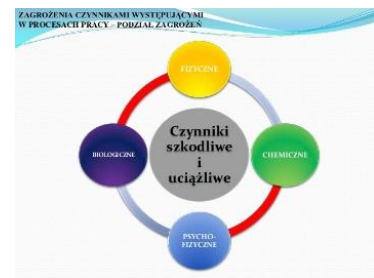 ZAGROŻENIA CZYNNIKAMI WYSTĘPUJĄCYMI
W PROCESACH PRACY – PODZIAŁ ZAGROŻEŃ
FIZYCZNE
Czynniki
szkodliwe
i
uciążliwe
BIOLOGICZNE
CHEMICZNE
PSYCHO-
FIZYCZNE